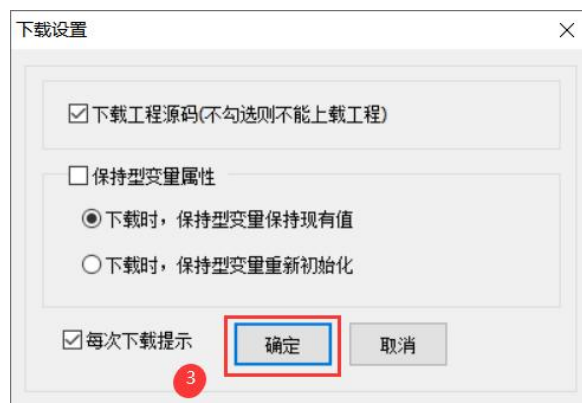 下载设置
下载工程源码(不勾选则不能上载工程)
保持型变量属性
下载时，保持型变量保持现有值
下载时，保持型变量重新初始化
每次下载提示 确定 取消
3